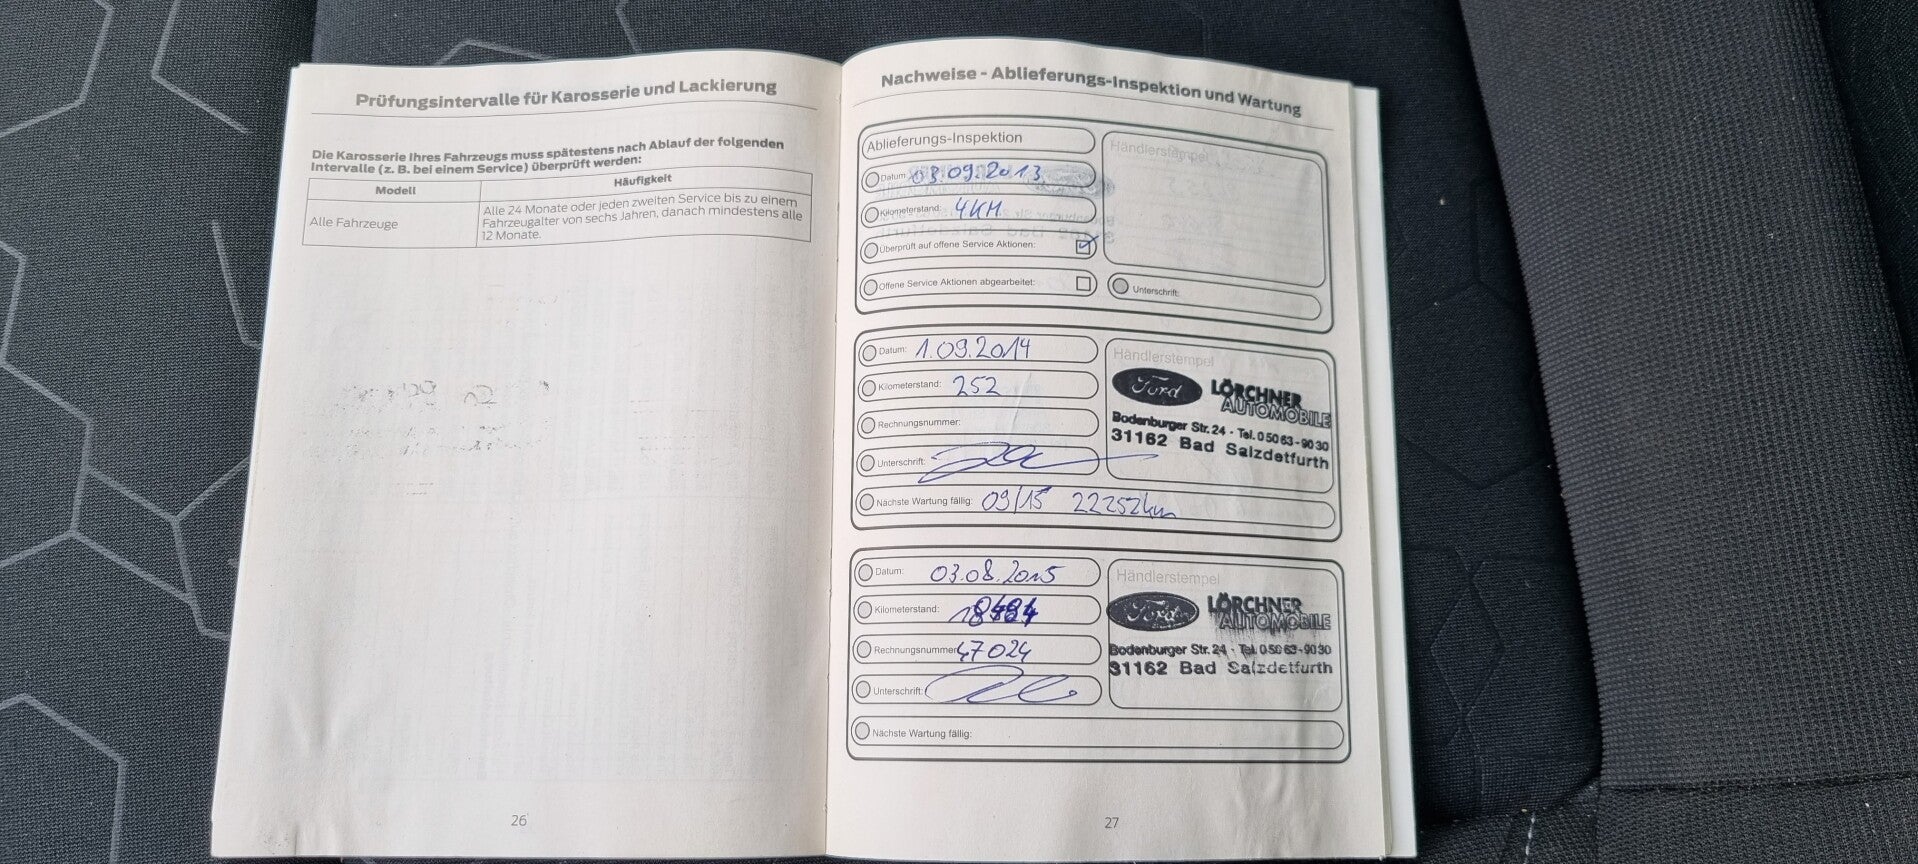 Prüfungsintervalle für Karosserie und Lackierung
Die Karosserie Ihres Fahrzeugs muss spätestens nach Ablauf der folgenden
Intervalle (z. B. bei einem Service) überprüft werden:
Modell Häufigkeit
Alle Fahrzeuge
Alle 24 Monate oder jeden zweiten Service bis zu einem
Fahrzeugalter von sechs Jahren, danach mindestens alle
12 Monate.
26
Nachweise - Ablieferungs-Inspektion und Wartung
Ablieferungs-Inspektion
Datum: 03.09.2013.
Kilometerstand: 4KM.
Überprüft auf offene Service Aktionen:
Offene Service Aktionen abgearbeitet:
Händlerstempel
Unterschrift:
Datum: 1.09.2014
Kilometerstand: 252
Rechnungsnummer:
Unterschrift:
Nächste Wartung fällig: 09/15 22252km
Händlerstempel
Ford LÖRCHNER
AUTOMOBILE
Bodenburger Str. 24 - Tel. 0 50 63 - 90 30
31162 Bad Salzdetfurth
Datum: 03.08.2015
Kilometerstand:
Rechnungsnummer: 47024
Unterschrift:
Nächste Wartung fällig:
Händlerstempel
Ford LÖRCHNER
AUTOMOBILE
Bodenburger Str. 24 - Tel. 0 50 63 - 90 30
31162 Bad Salzdetfurth
27